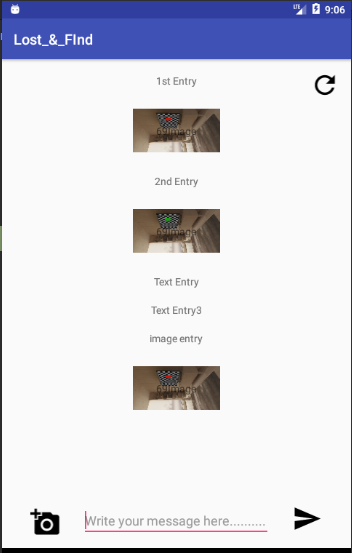 LTE 9:06
Lost_&_FInd
1st Entry
2nd Entry
Text Entry
Text Entry3
image entry
Write your message here..........